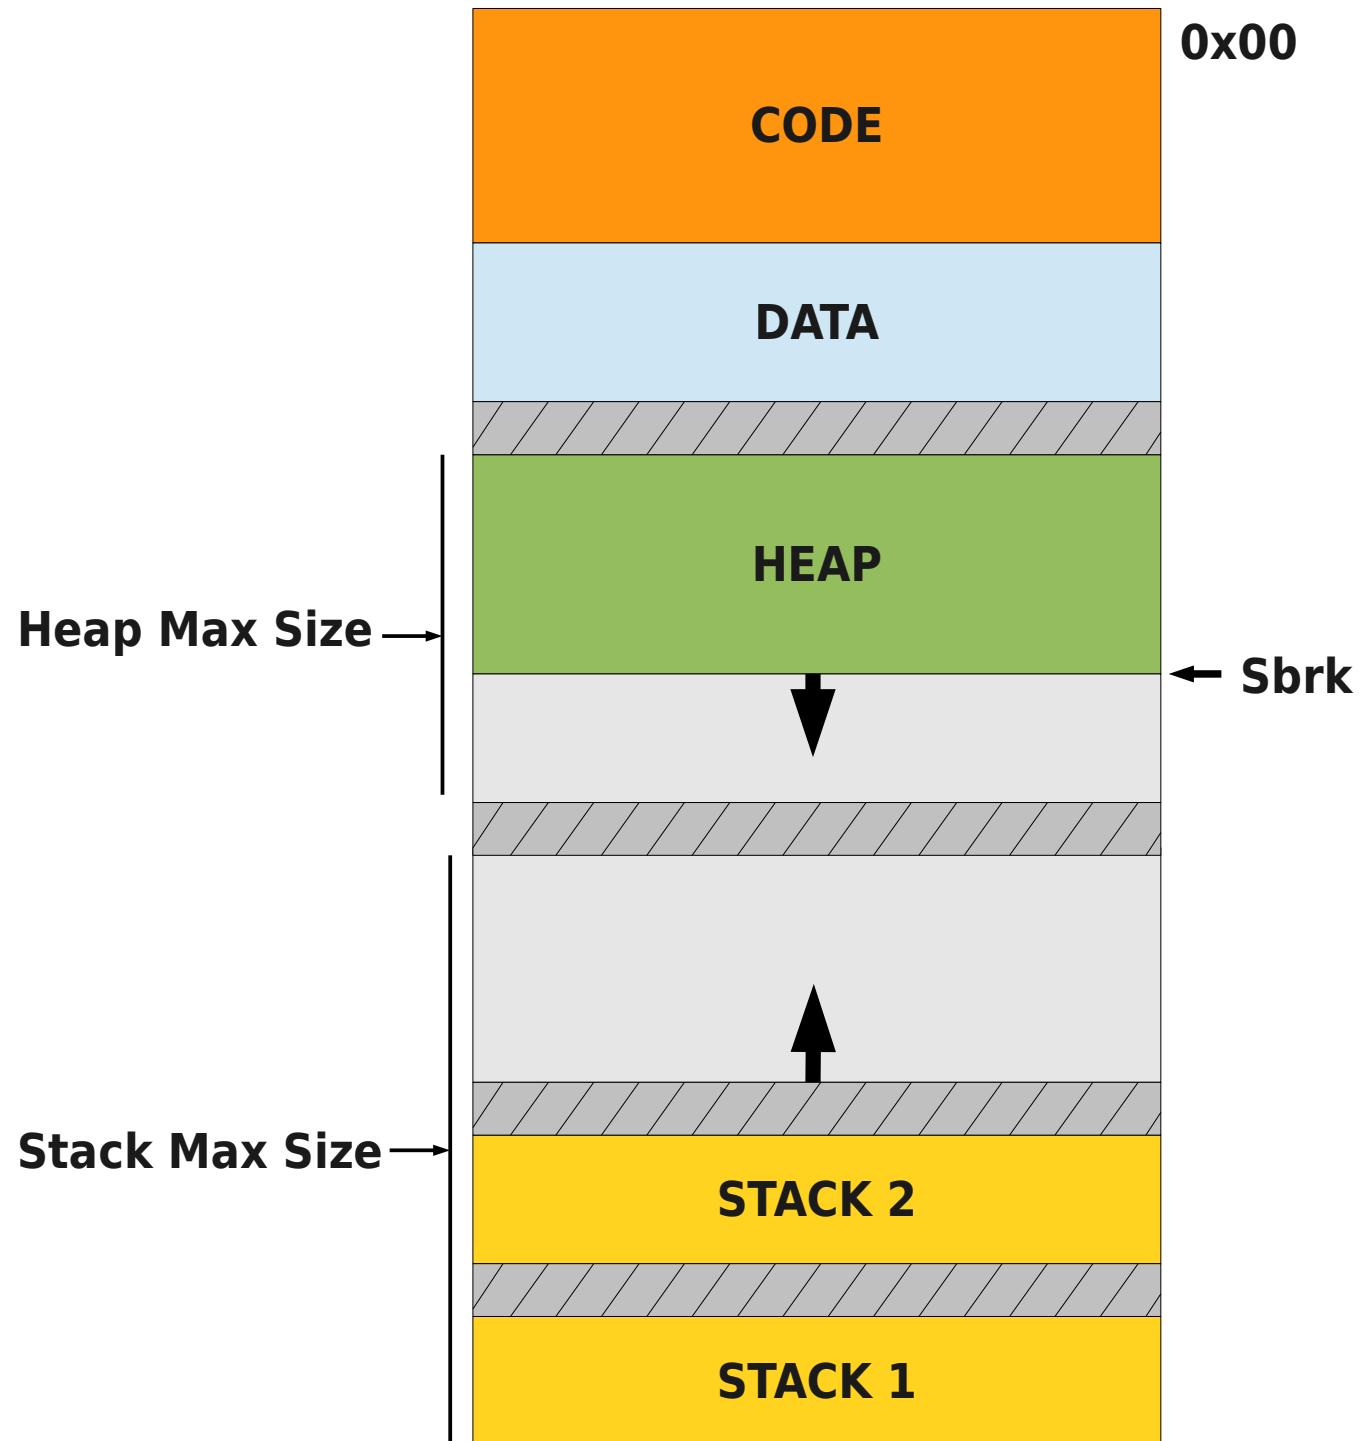 0x00
CODE
DATA
HEAP
Heap Max Size
Sbrk
Stack Max Size
STACK 2
STACK 1